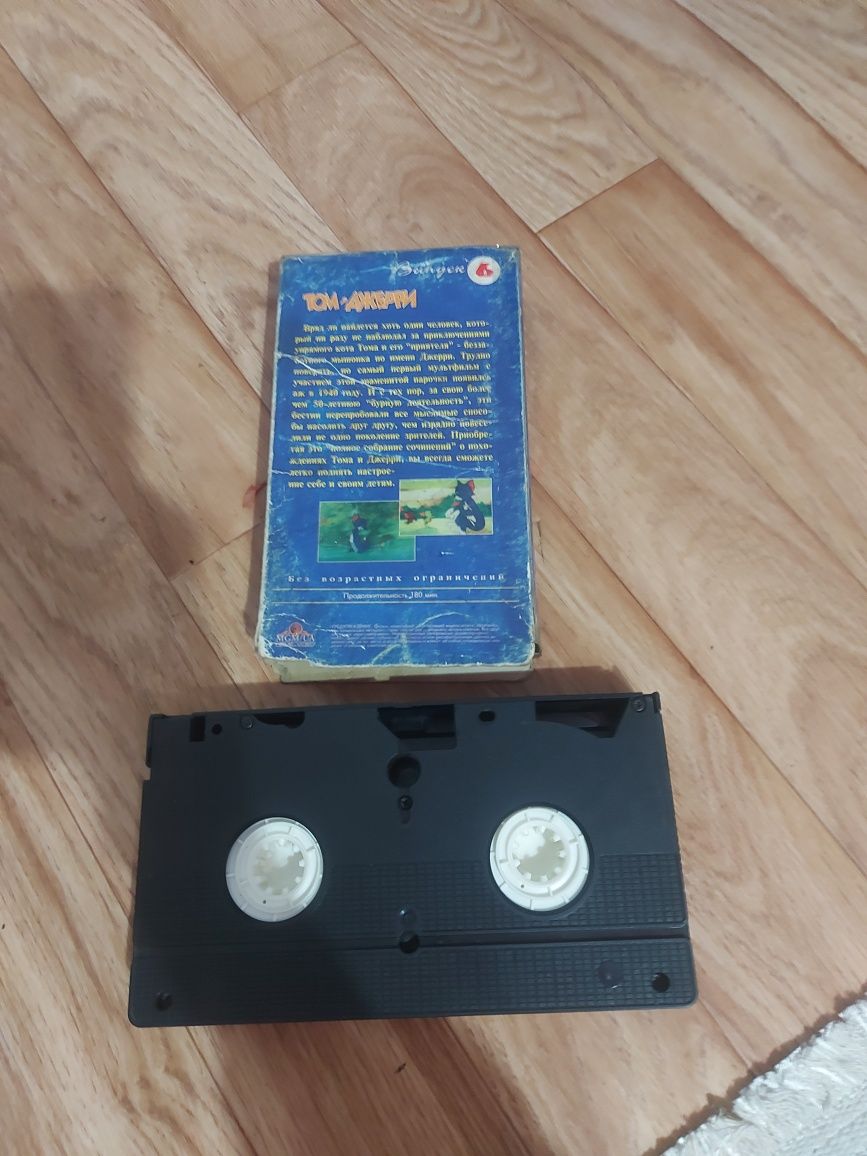 Выпуск 6
ТОМ и ДЖЕРРИ
Вряд ли найдется хоть один человек, кото-
рый ни разу не наблюдал за приключениями
упрямого кота Тома и его "приятеля" - безза-
ботного мышонка по имени Джерри. Трудно
поверить, но самый первый мультфильм с
участием этой знаменитой парочки появился
аж в 1940 году. И с тех пор, за свою более
чем 50-летнюю "бурную деятельность", эти
бестии перепробовали все мыслимые спосо-
бы насолить друг другу, чем изрядно повесе-
лили не одно поколение зрителей. Приобре-
тая это "полное собрание сочинений" о похо-
ждениях Тома и Джерри, вы всегда сможете
легко поднять настрое-
ние себе и своим детям.
Без возрастных ограничений
Продолжительность 180 мин.
MGM/UA